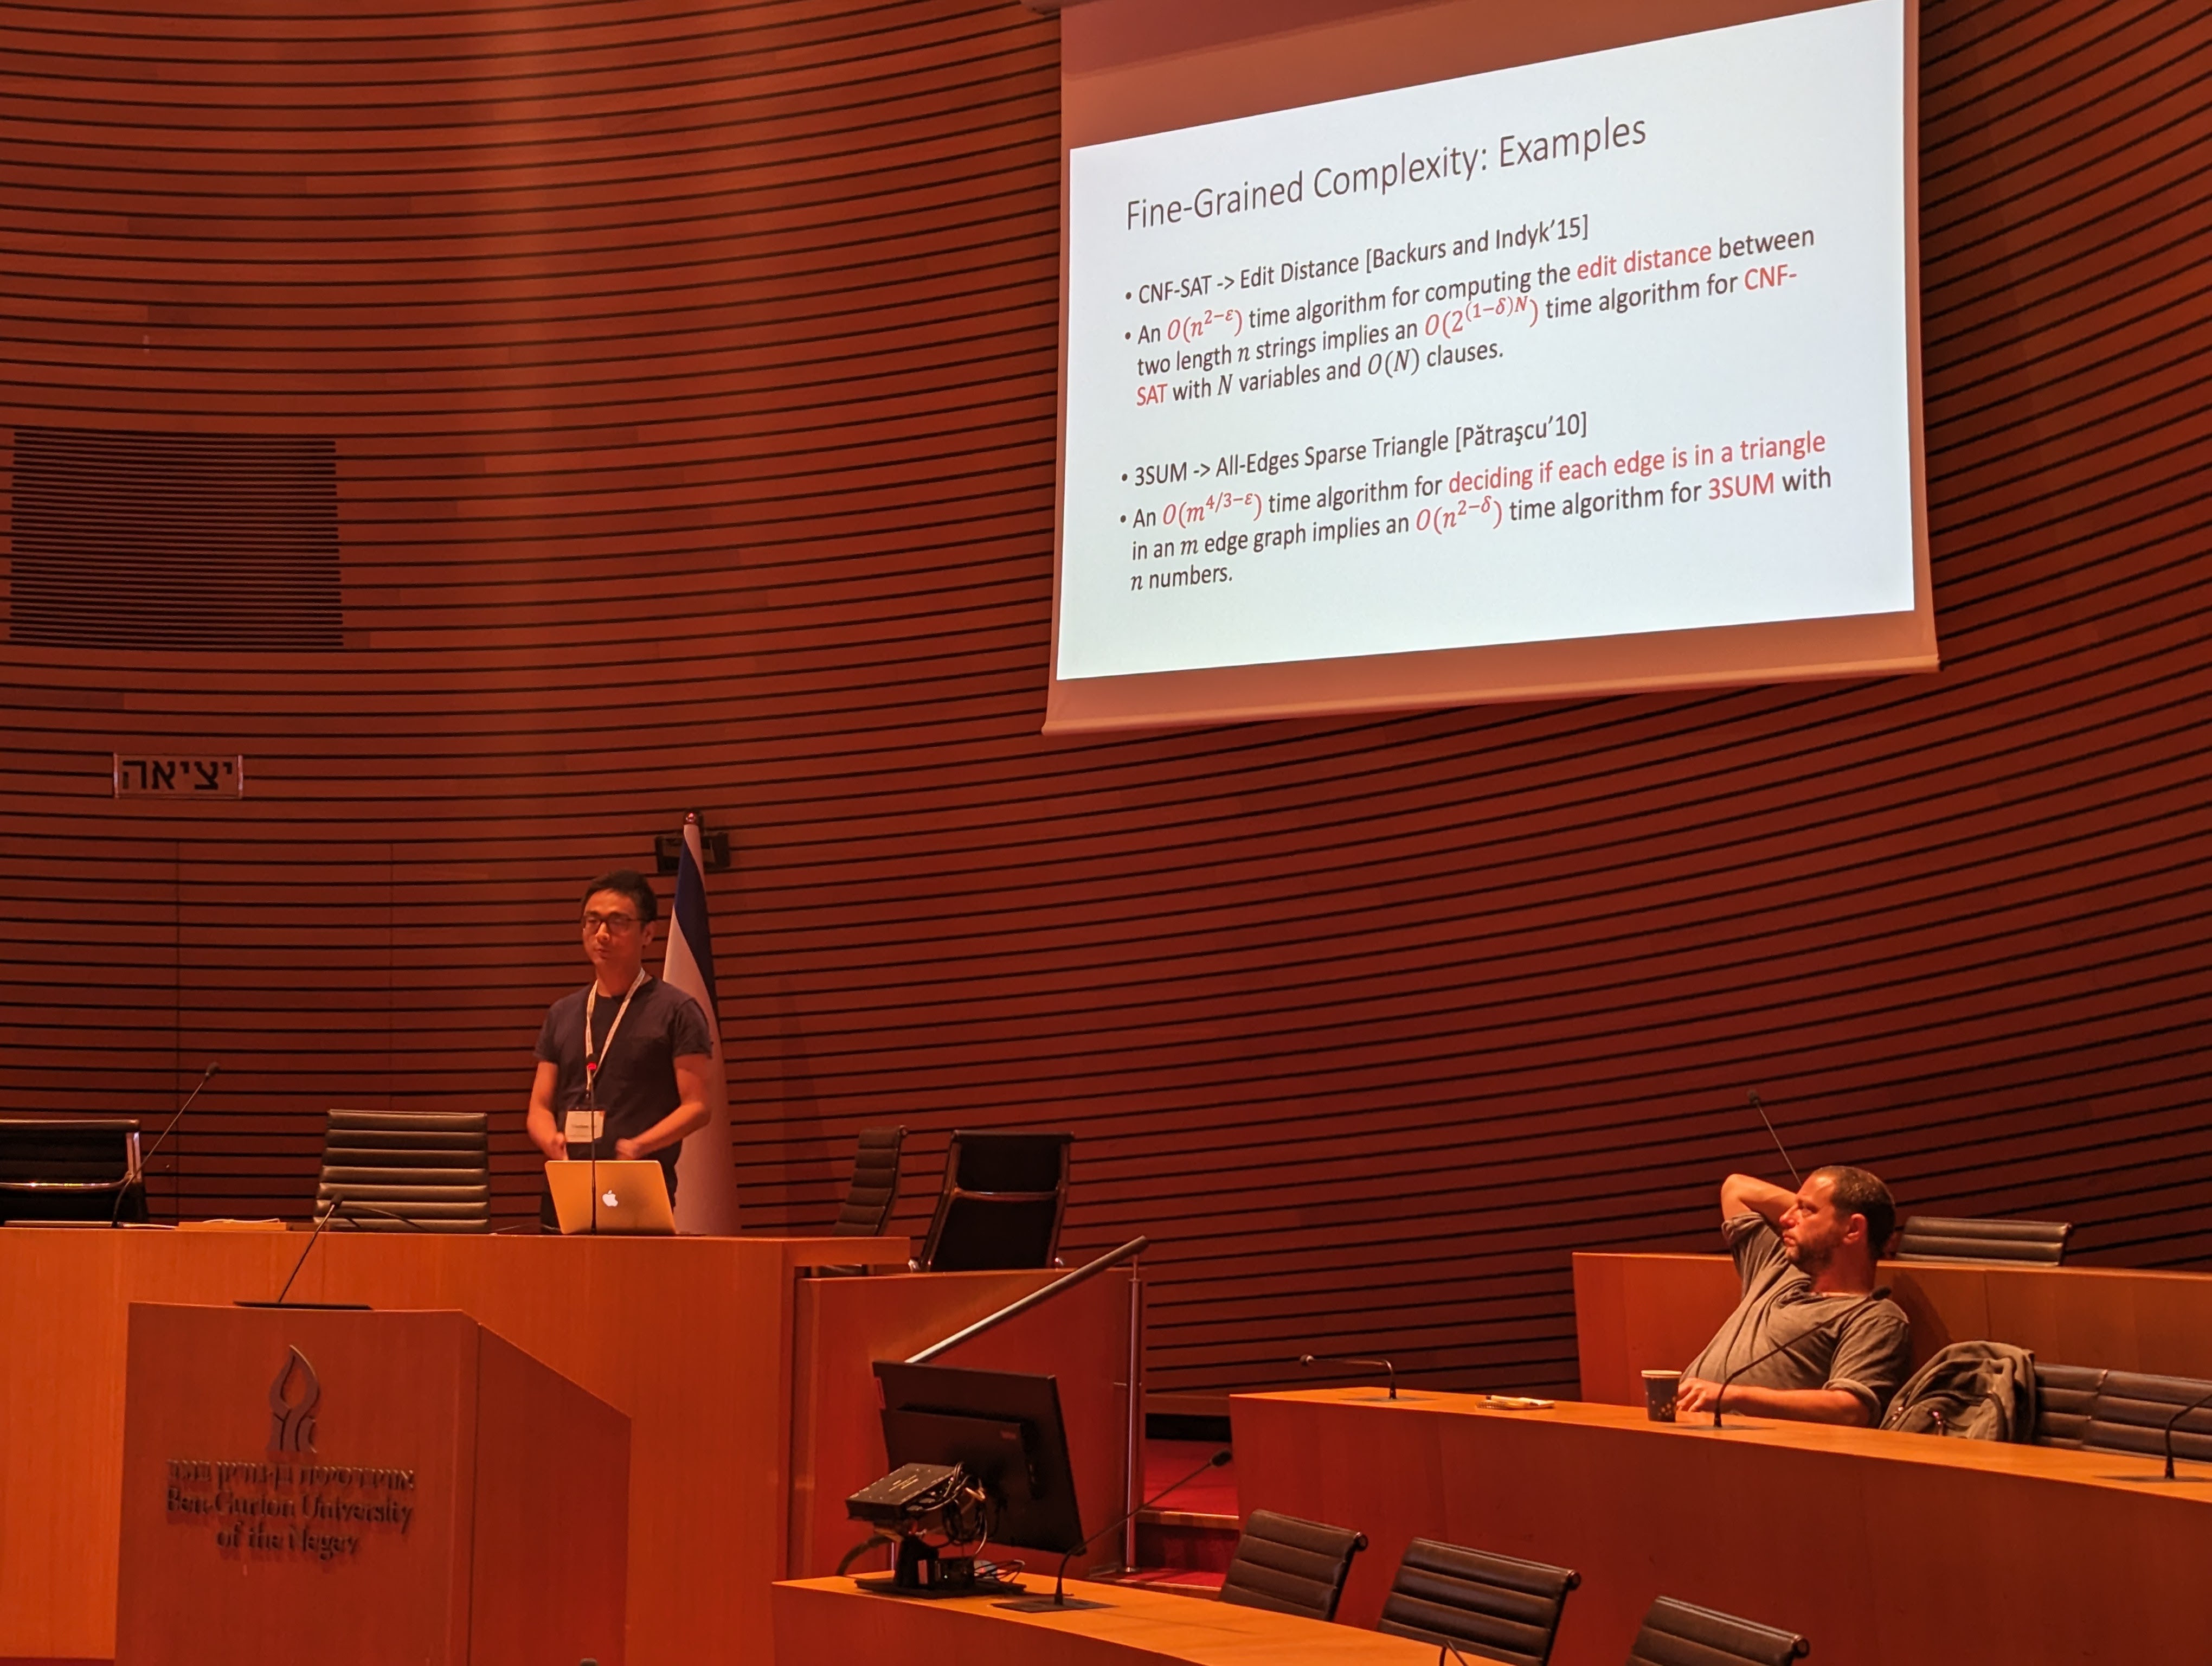 Fine-Grained Complexity: Examples
• CNF-SAT -> Edit Distance [Backurs and Indyk’15]
• An O(n^{2−ε}) time algorithm for computing the edit distance between
two length n strings implies an O(2^{(1−δ)N}) time algorithm for CNF-
SAT with N variables and O(N) clauses.
• 3SUM -> All-Edges Sparse Triangle [Pătraşcu’10]
• An O(m^{4/3−ε}) time algorithm for deciding if each edge is in a triangle
in an m edge graph implies an O(n^{2−δ}) time algorithm for 3SUM with
n numbers.
יציאה
אוניברסיטת בן-גוריון בנגב
Ben-Gurion University
of the Negev